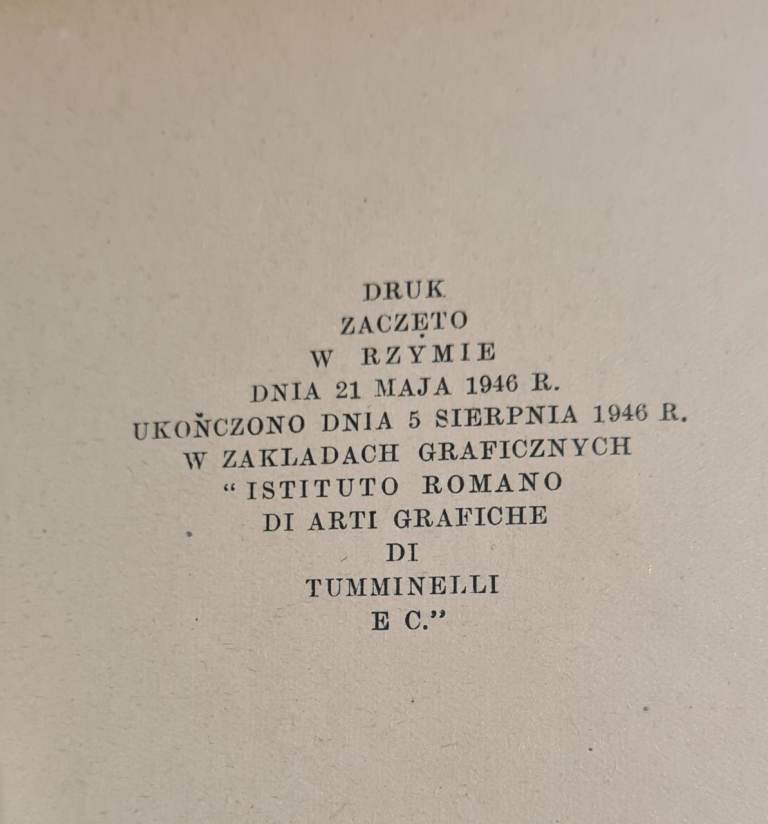 DRUK
ZACZĘTO
W RZYMIE
DNIA 21 MAJA 1946 R.
UKOŃCZONO DNIA 5 SIERPNIA 1946 R.
W ZAKLADACH GRAFICZNYCH
“ ISTITUTO ROMANO
DI ARTI GRAFICHE
DI
TUMMINELLI
E C.”